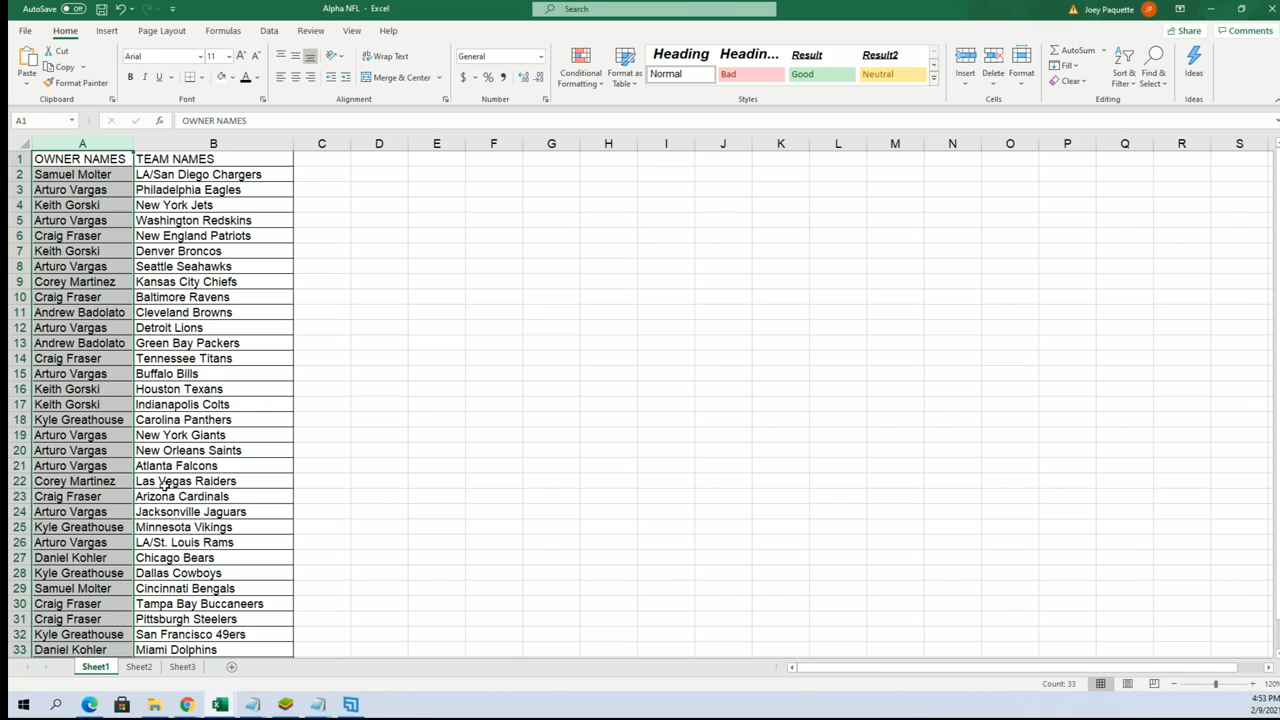 AutoSave Off Alpha NFL - Excel Search Joey Paquette JP
File Home Insert Page Layout Formulas Data Review View Help Share Comments
Paste Cut Copy Format Painter Clipboard
Arial 11 B I U A Font
Wrap Text Merge & Center Alignment
General $ % , Number
Conditional Formatting Format as Table Heading Headin... Result Result2 Normal Bad Good Neutral Styles
Insert Delete Format Cells
AutoSum Fill Clear Sort & Filter Find & Select Editing
Ideas Ideas
A1 fx OWNER NAMES
A B C D E F G H I J K L M N O P Q R S
1 OWNER NAMES TEAM NAMES
2 Samuel Molter LA/San Diego Chargers
3 Arturo Vargas Philadelphia Eagles
4 Keith Gorski New York Jets
5 Arturo Vargas Washington Redskins
6 Craig Fraser New England Patriots
7 Keith Gorski Denver Broncos
8 Arturo Vargas Seattle Seahawks
9 Corey Martinez Kansas City Chiefs
10 Craig Fraser Baltimore Ravens
11 Andrew Badolato Cleveland Browns
12 Arturo Vargas Detroit Lions
13 Andrew Badolato Green Bay Packers
14 Craig Fraser Tennessee Titans
15 Arturo Vargas Buffalo Bills
16 Keith Gorski Houston Texans
17 Keith Gorski Indianapolis Colts
18 Kyle Greathouse Carolina Panthers
19 Arturo Vargas New York Giants
20 Arturo Vargas New Orleans Saints
21 Arturo Vargas Atlanta Falcons
22 Corey Martinez Las Vegas Raiders
23 Craig Fraser Arizona Cardinals
24 Arturo Vargas Jacksonville Jaguars
25 Kyle Greathouse Minnesota Vikings
26 Arturo Vargas LA/St. Louis Rams
27 Daniel Kohler Chicago Bears
28 Kyle Greathouse Dallas Cowboys
29 Samuel Molter Cincinnati Bengals
30 Craig Fraser Tampa Bay Buccaneers
31 Craig Fraser Pittsburgh Steelers
32 Kyle Greathouse San Francisco 49ers
33 Daniel Kohler Miami Dolphins
Sheet1 Sheet2 Sheet3
Count: 33 120%
4:53 PM
2/9/202